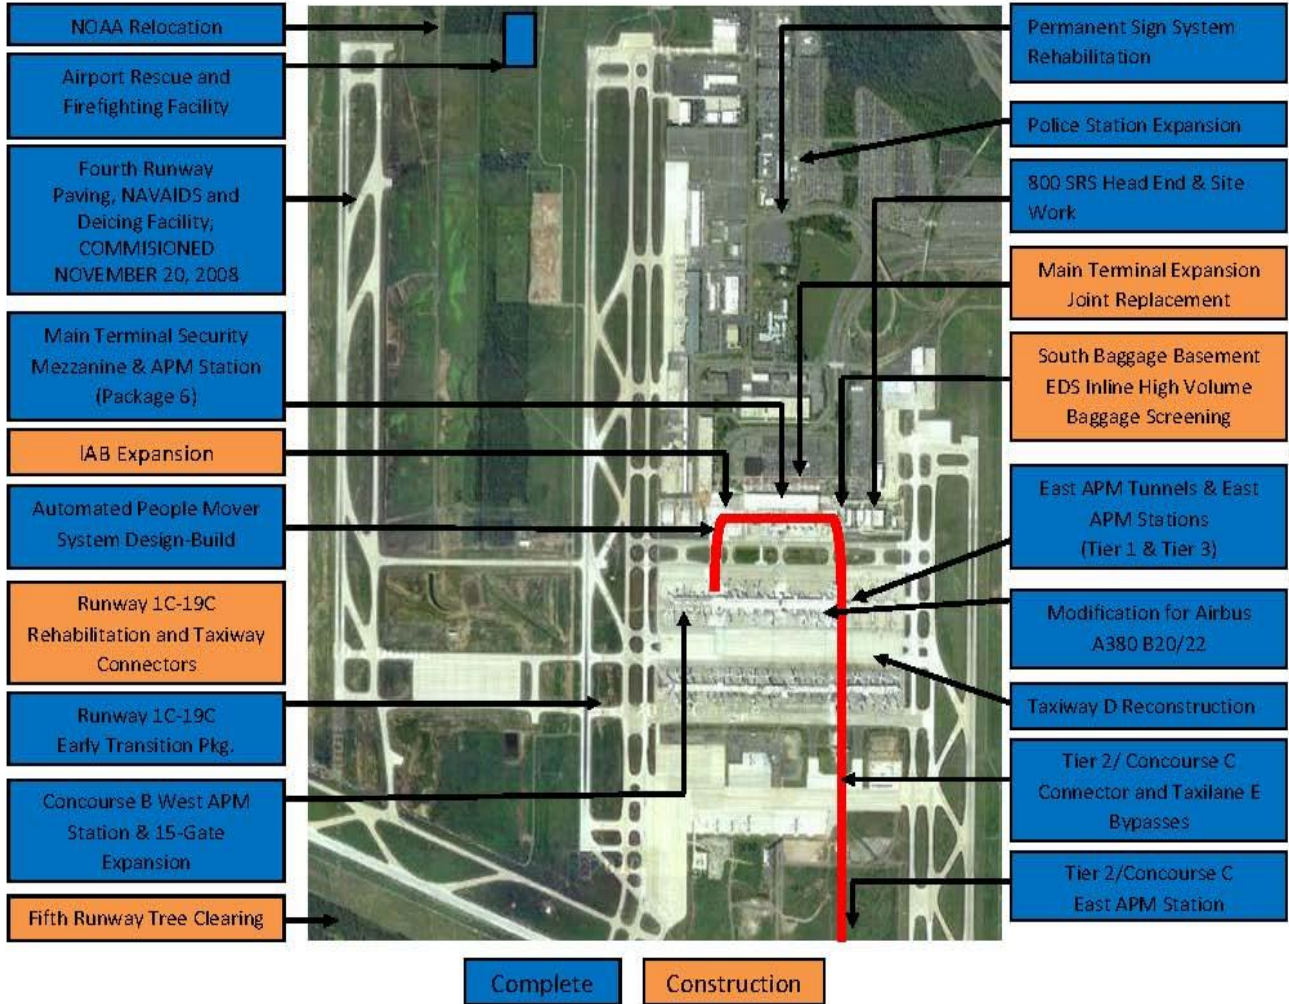 NOAA Relocation
Airport Rescue and
Firefighting Facility
Fourth Runway
Paving, NAVAIDS and
Deicing Facility;
COMMISIONED
NOVEMBER 20, 2008
Main Terminal Security
Mezzanine & APM Station
(Package 6)
IAB Expansion
Automated People Mover
System Design-Build
Runway 1C-19C
Rehabilitation and Taxiway
Connectors
Runway 1C-19C
Early Transition Pkg.
Concourse B West APM
Station & 15-Gate
Expansion
Fifth Runway Tree Clearing
Permanent Sign System
Rehabilitation
Police Station Expansion
800 SRS Head End & Site
Work
Main Terminal Expansion
Joint Replacement
South Baggage Basement
EDS Inline High Volume
Baggage Screening
East APM Tunnels & East
APM Stations
(Tier 1 & Tier 3)
Modification for Airbus
A380 B20/22
Taxiway D Reconstruction
Tier 2/ Concourse C
Connector and Taxilane E
Bypasses
Tier 2/Concourse C
East APM Station
Complete
Construction